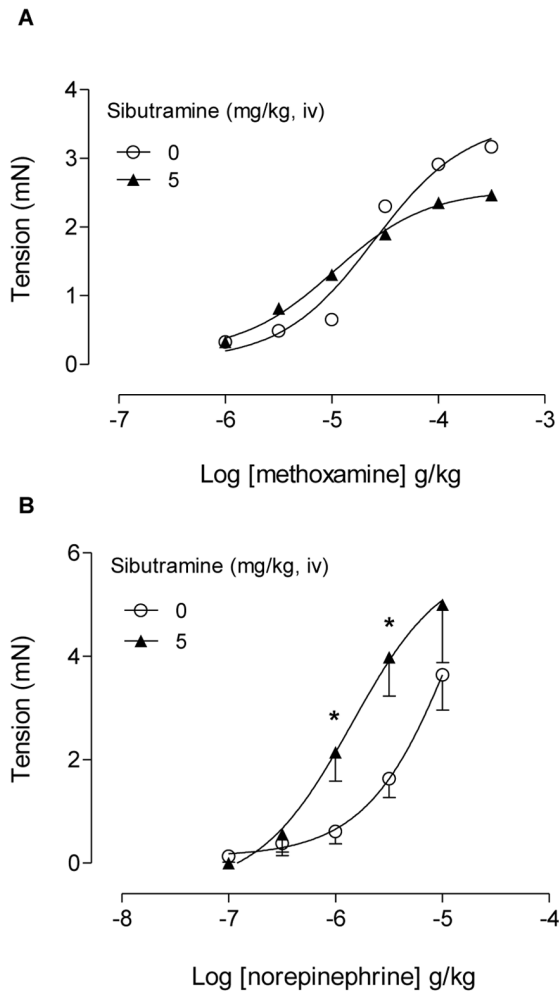 A
4
3
2
1
0
Tension (mN)
Sibutramine (mg/kg, iv)
0
5
-7 -6 -5 -4 -3
Log [methoxamine] g/kg
B
6
4
2
0
Tension (mN)
Sibutramine (mg/kg, iv)
0
5
*
*
-8 -7 -6 -5 -4
Log [norepinephrine] g/kg